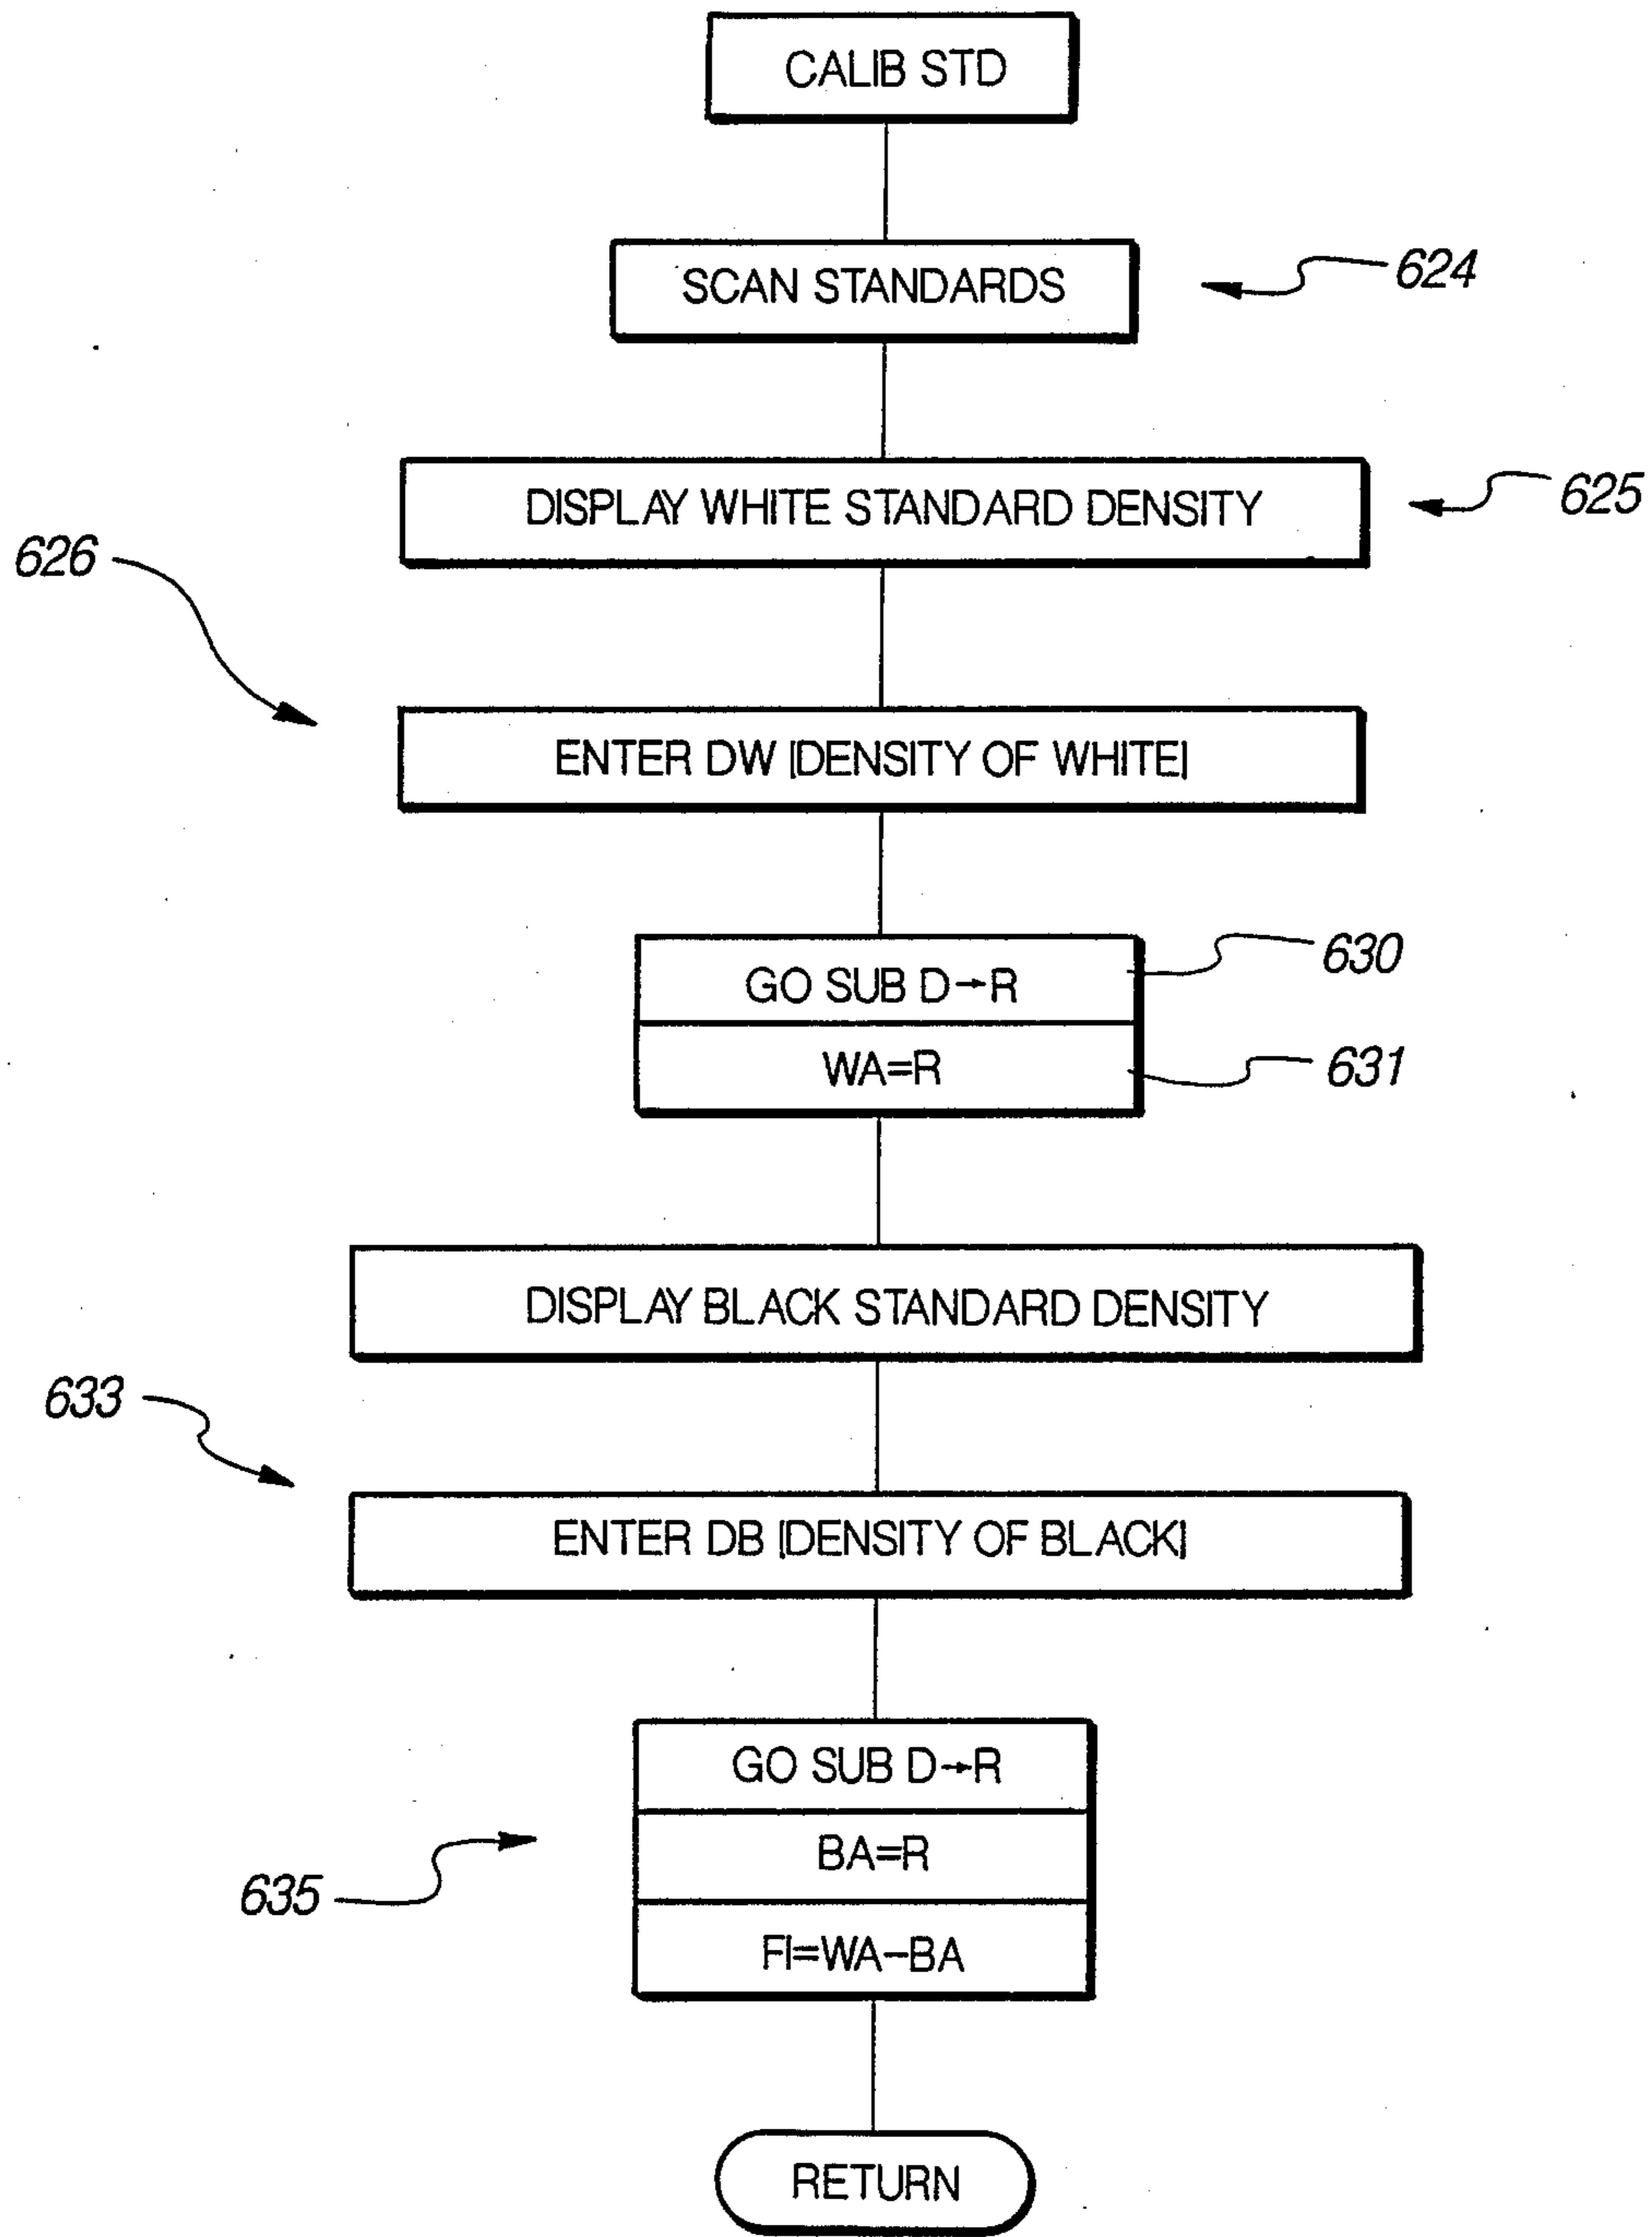 CALIB STD
SCAN STANDARDS
624
DISPLAY WHITE STANDARD DENSITY
625
626
ENTER DW [DENSITY OF WHITE]
GO SUB D→R
630
WA=R
631
DISPLAY BLACK STANDARD DENSITY
633
ENTER DB [DENSITY OF BLACK]
GO SUB D→R
BA=R
635
FI=WA-BA
RETURN